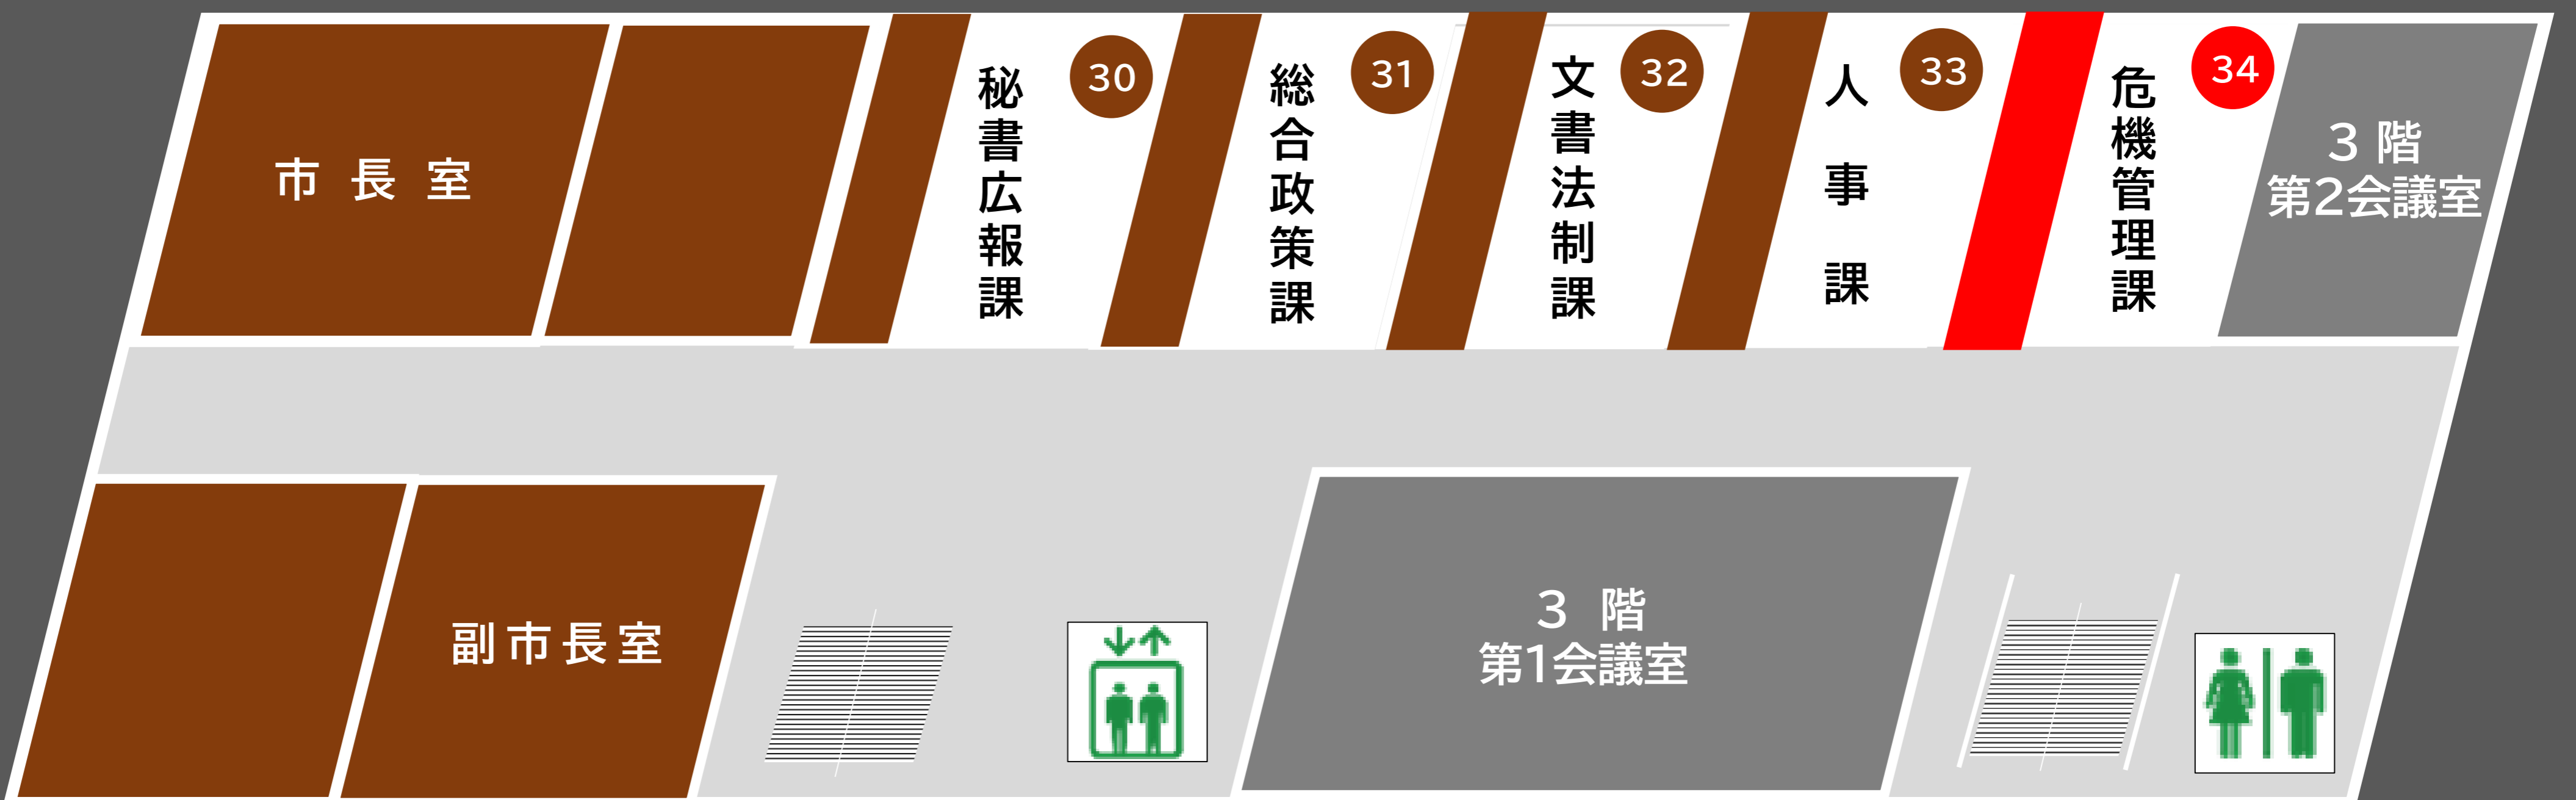 市長室
秘書広報課
30
総合政策課
31
文書法制課
32
人事課
33
危機管理課
34
3階
第2会議室
副市長室
3階
第1会議室